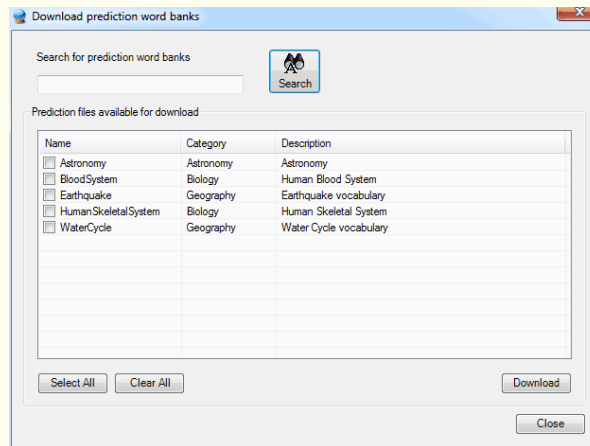 Download prediction word banks
Search for prediction word banks
Search
Prediction files available for download
Name Category Description
Astronomy Astronomy Astronomy
BloodSystem Biology Human Blood System
Earthquake Geography Earthquake vocabulary
HumanSkeletalSystem Biology Human Skeletal System
WaterCycle Geography Water Cycle vocabulary
Select All Clear All Download
Close